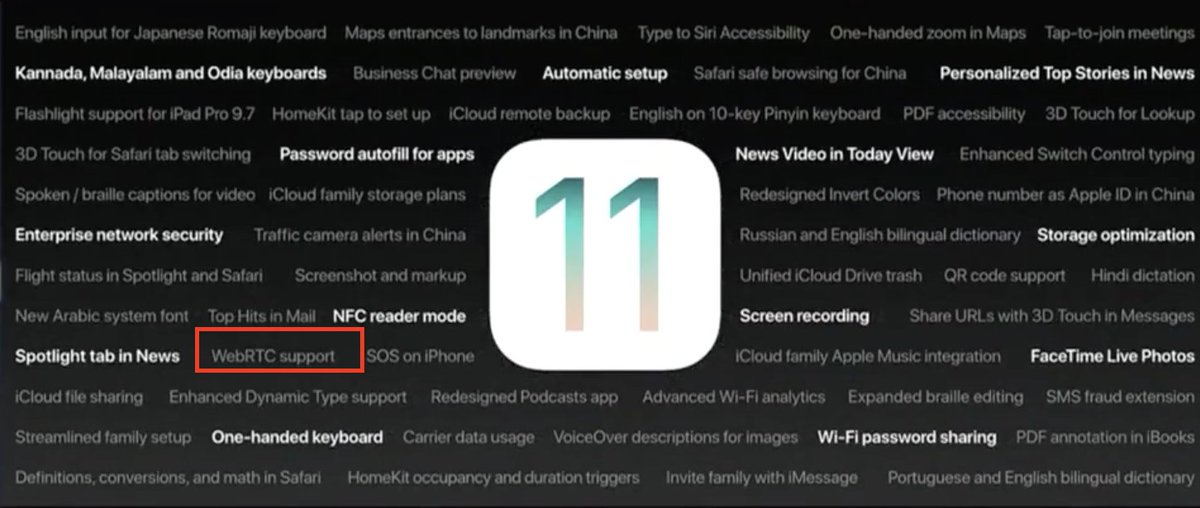 English input for Japanese Romaji keyboard Maps entrances to landmarks in China Type to Siri Accessibility One-handed zoom in Maps Tap-to-join meetings
Kannada, Malayalam and Odia keyboards Business Chat preview Automatic setup Safari safe browsing for China Personalized Top Stories in News
Flashlight support for iPad Pro 9.7 HomeKit tap to set up iCloud remote backup English on 10-key Pinyin keyboard PDF accessibility 3D Touch for Lookup
3D Touch for Safari tab switching Password autofill for apps News Video in Today View Enhanced Switch Control typing
Spoken / braille captions for video iCloud family storage plans Redesigned Invert Colors Phone number as Apple ID in China
11
Enterprise network security Traffic camera alerts in China Russian and English bilingual dictionary Storage optimization
Flight status in Spotlight and Safari Screenshot and markup Unified iCloud Drive trash QR code support Hindi dictation
New Arabic system font Top Hits in Mail NFC reader mode Screen recording Share URLs with 3D Touch in Messages
Spotlight tab in News WebRTC support SOS on iPhone iCloud family Apple Music integration FaceTime Live Photos
iCloud file sharing Enhanced Dynamic Type support Redesigned Podcasts app Advanced Wi-Fi analytics Expanded braille editing SMS fraud extension
Streamlined family setup One-handed keyboard Carrier data usage VoiceOver descriptions for images Wi-Fi password sharing PDF annotation in iBooks
Definitions, conversions, and math in Safari HomeKit occupancy and duration triggers Invite family with iMessage Portuguese and English bilingual dictionary